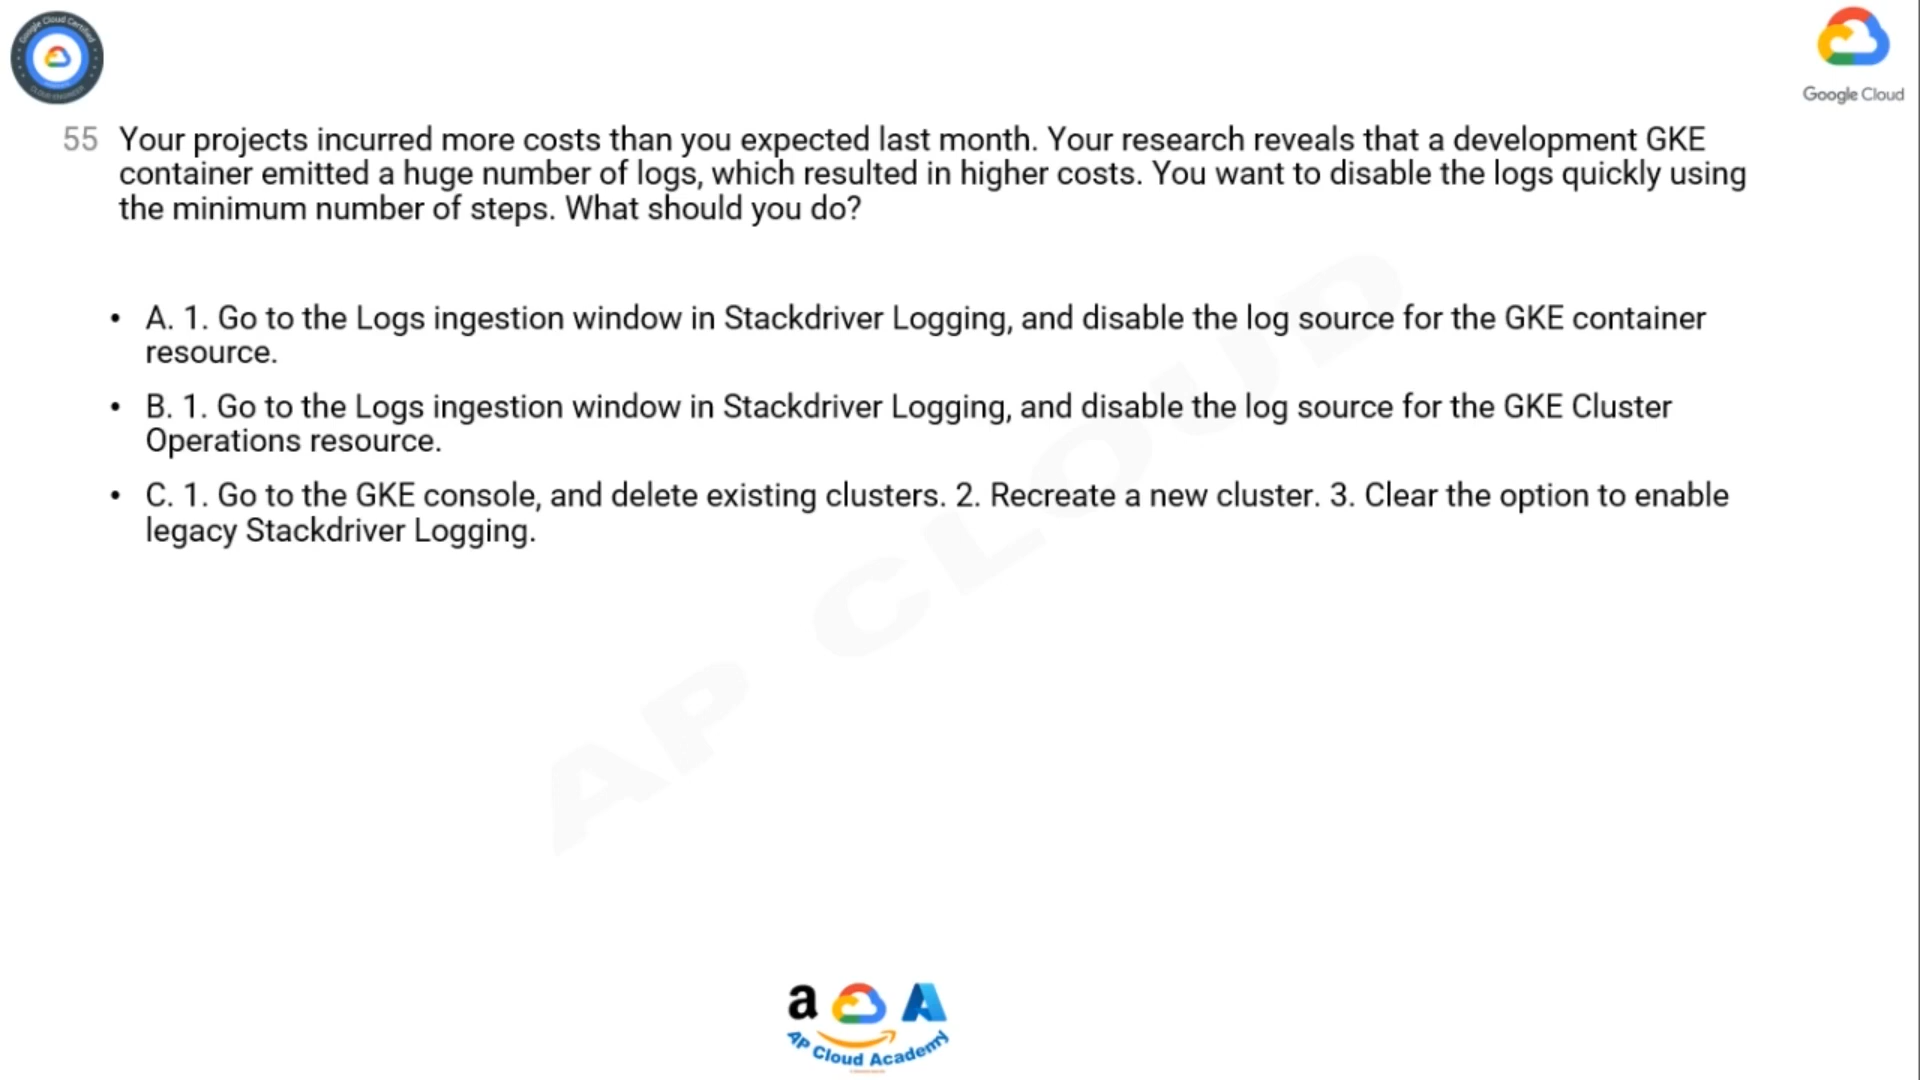 Google Cloud Certified
CLOUD ENGINEER
Google Cloud
55 Your projects incurred more costs than you expected last month. Your research reveals that a development GKE
container emitted a huge number of logs, which resulted in higher costs. You want to disable the logs quickly using
the minimum number of steps. What should you do?
• A. 1. Go to the Logs ingestion window in Stackdriver Logging, and disable the log source for the GKE container
resource.
• B. 1. Go to the Logs ingestion window in Stackdriver Logging, and disable the log source for the GKE Cluster
Operations resource.
• C. 1. Go to the GKE console, and delete existing clusters. 2. Recreate a new cluster. 3. Clear the option to enable
legacy Stackdriver Logging.
AP CLOUD
a
AP Cloud Academy